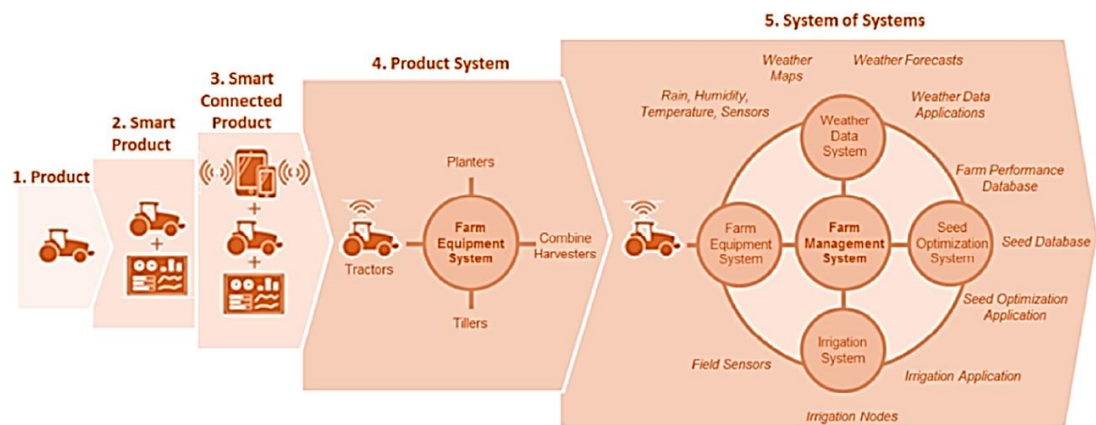 1. Product
2. Smart
Product
3. Smart
Connected
Product
4. Product System
Planters
Tractors
Farm
Equipment
System
Combine
Harvesters
Tillers
5. System of Systems
Weather
Maps
Weather Forecasts
Rain, Humidity,
Temperature, Sensors
Weather Data
Applications
Weather
Data
System
Farm Performance
Database
Farm
Equipment
System
Farm
Management
System
Seed
Optimization
System
Seed Database
Seed Optimization
Application
Irrigation
System
Field Sensors
Irrigation Application
Irrigation Nodes